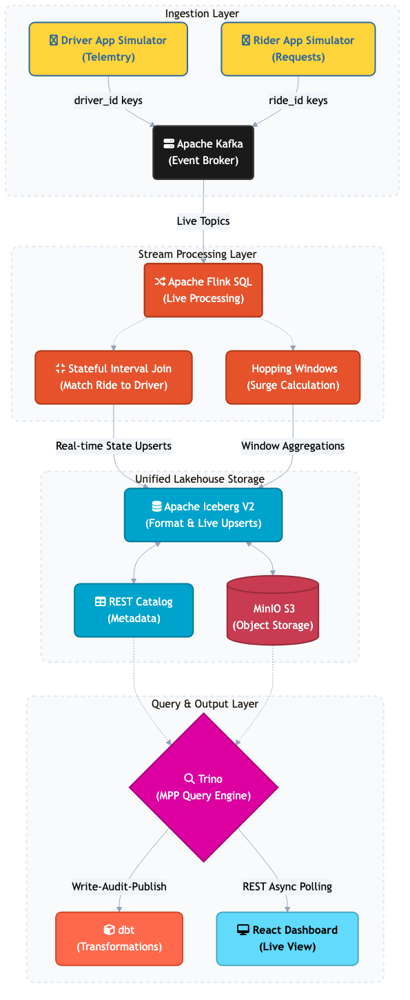 Ingestion Layer
Driver App Simulator
(Telemtry)
Rider App Simulator
(Requests)
driver_id keys
ride_id keys
Apache Kafka
(Event Broker)
Live Topics
Stream Processing Layer
Apache Flink SQL
(Live Processing)
Stateful Interval Join
(Match Ride to Driver)
Hopping Windows
(Surge Calculation)
Real-time State Upserts
Window Aggregations
Unified Lakehouse Storage
Apache Iceberg V2
(Format & Live Upserts)
REST Catalog
(Metadata)
MinIO S3
(Object Storage)
Query & Output Layer
Trino
(MPP Query Engine)
Write-Audit-Publish
REST Async Polling
dbt
(Transformations)
React Dashboard
(Live View)